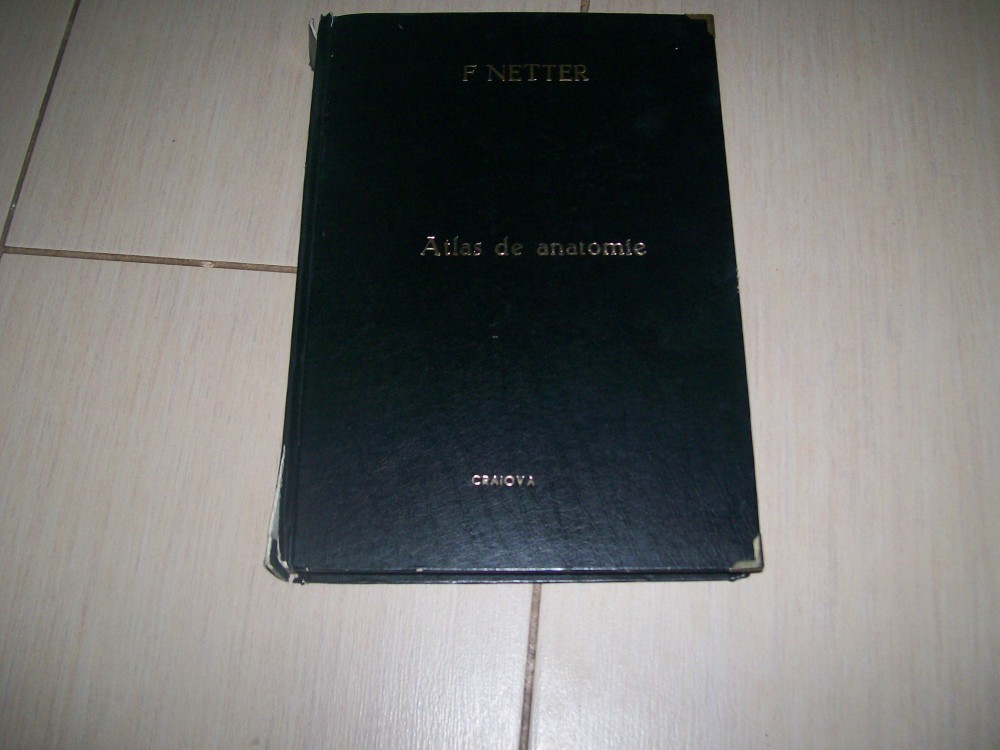 F NETTER
Atlas de anatomie
CRAIOVA